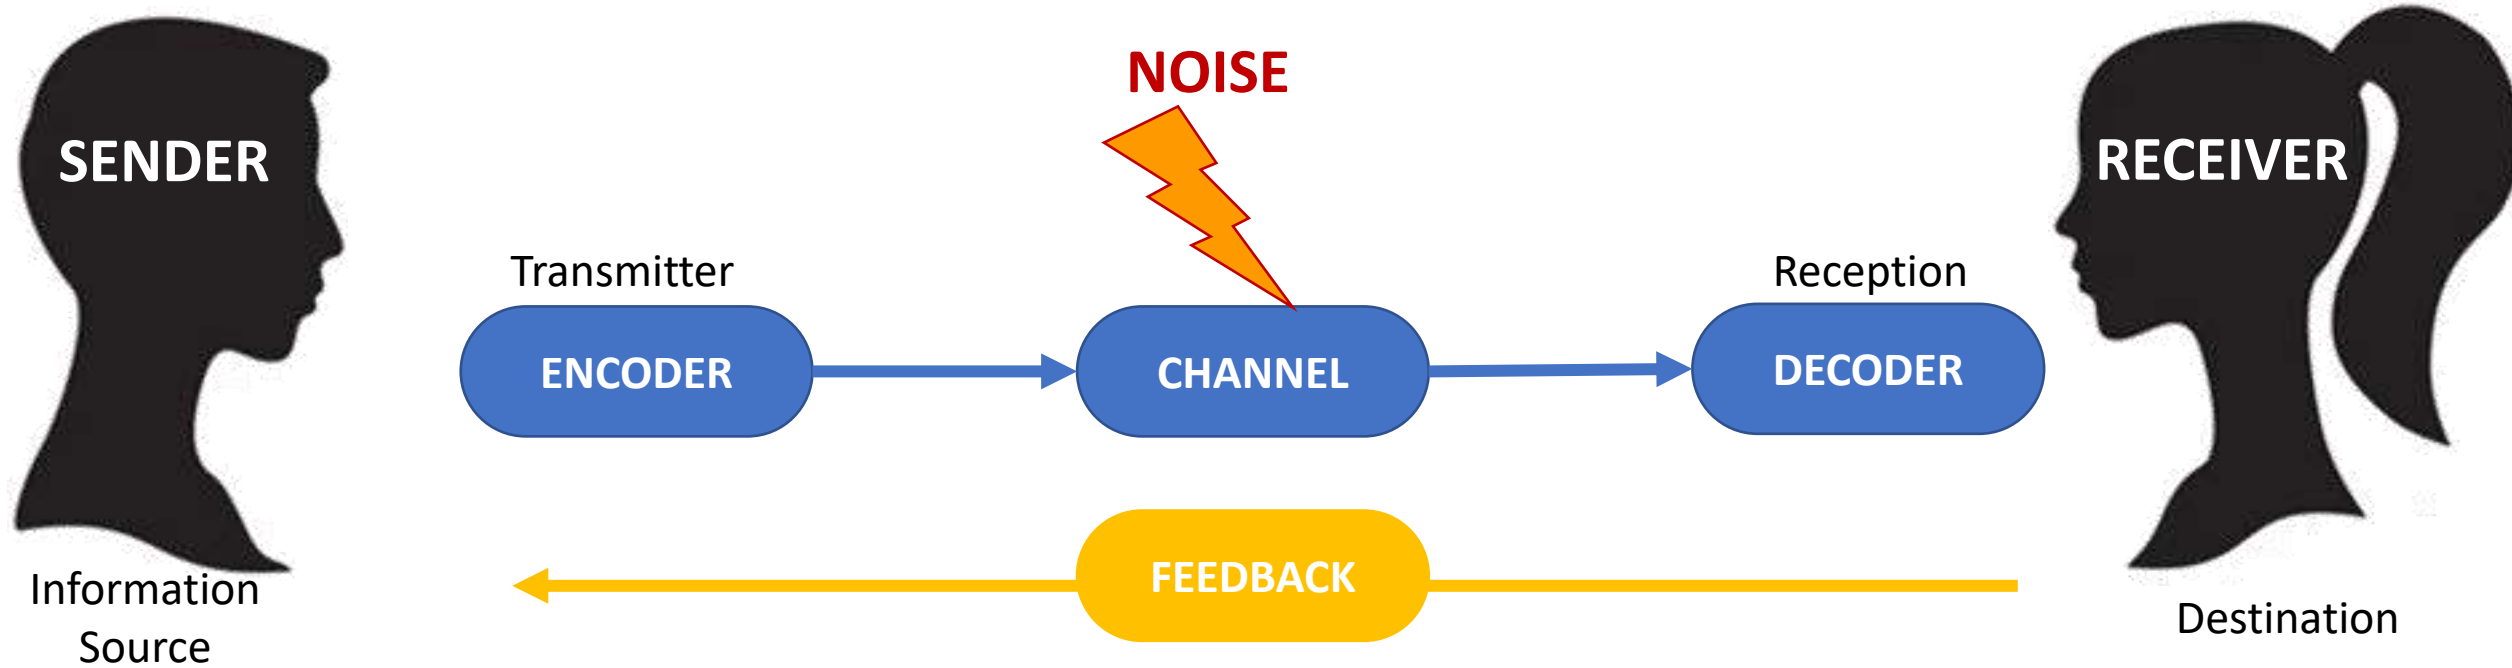 NOISE
SENDER
RECEIVER
Transmitter
Reception
ENCODER
CHANNEL
DECODER
FEEDBACK
Information
Source
Destination